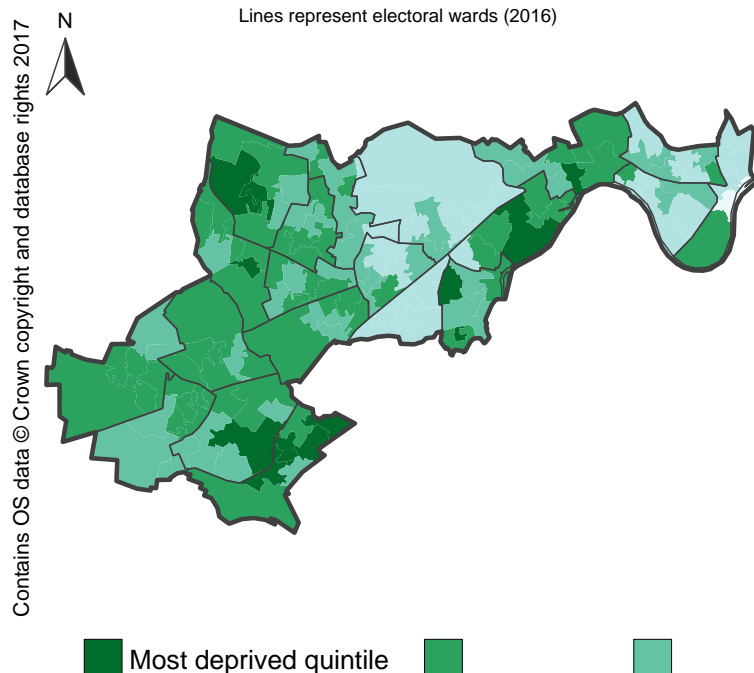 Lines represent electoral wards (2016)
N
Contains OS data © Crown copyright and database rights 2017
Most deprived quintile